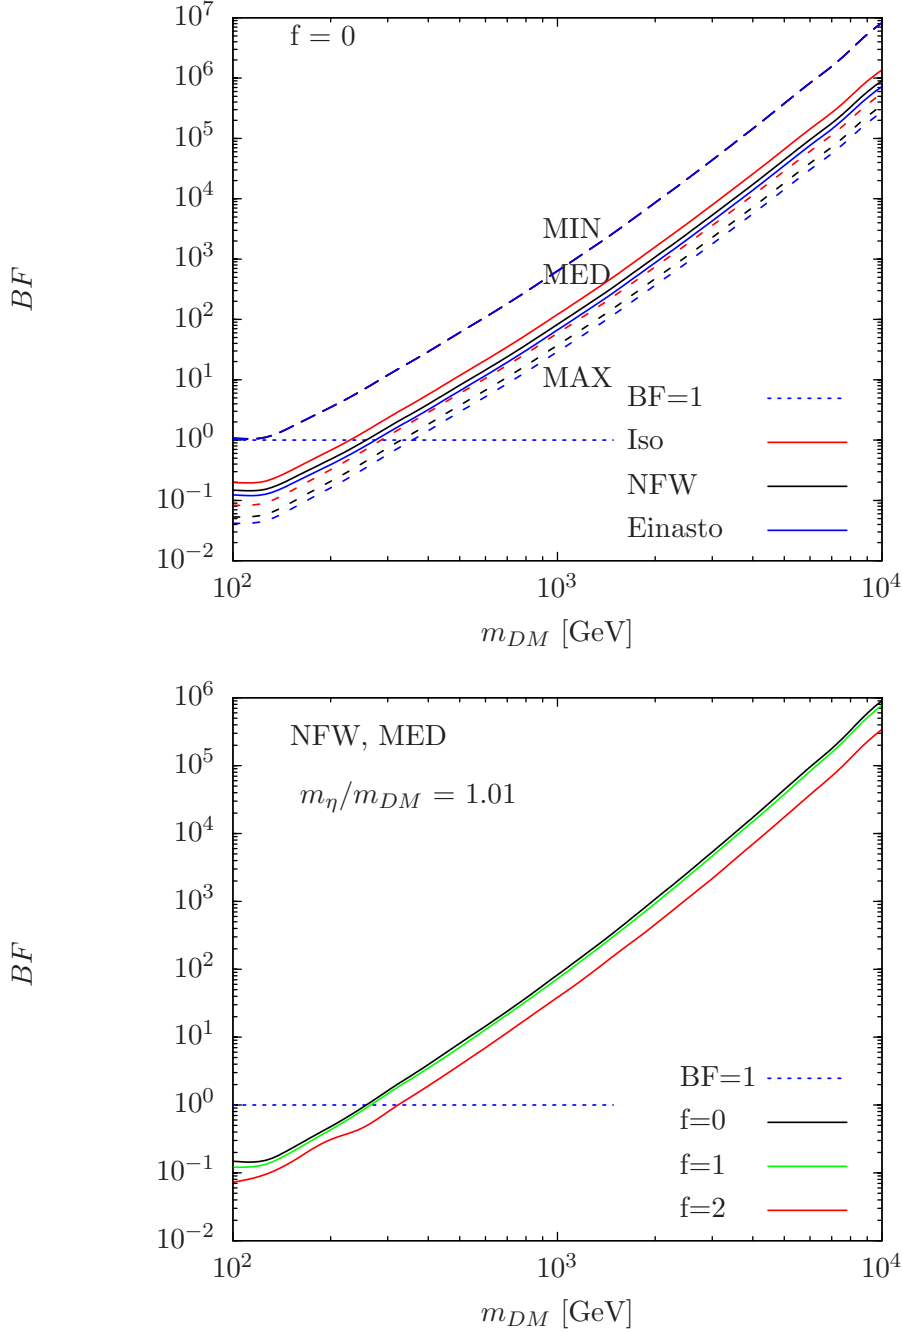 f = 0
10^7
10^6
10^5
10^4
10^3
10^2
10^1
10^0
10^-1
10^-2
BF
MIN
MED
MAX
BF=1
Iso
NFW
Einasto
10^2 10^3 10^4
m_DM [GeV]
10^6
10^5
10^4
10^3
10^2
10^1
10^0
10^-1
10^-2
BF
NFW, MED
m_η/m_DM = 1.01
BF=1
f=0
f=1
f=2
10^2 10^3 10^4
m_DM [GeV]